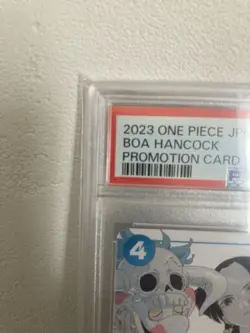 2023 ONE PIECE JP
BOA HANCOCK
PROMOTION CARD
4